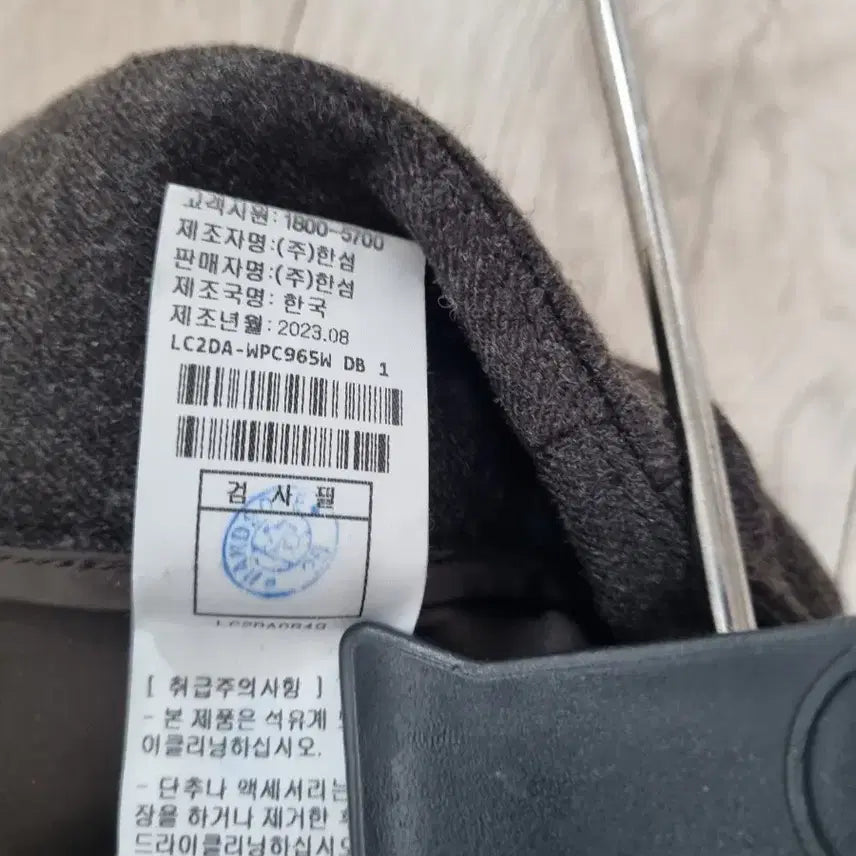 고객지원: 1800-5700
제조자명:(주)한섬
판매자명:(주)한섬
제조국명: 한국
제조년월: 2023.08
LC2DA-WPC965W DB 1
검 사 필
[ 취급주의사항 ]
- 본 제품은 석유계
이클리닝하십시오.
- 단추나 액세서리는
장을 하거나 제거한
드라이클리닝하십시오